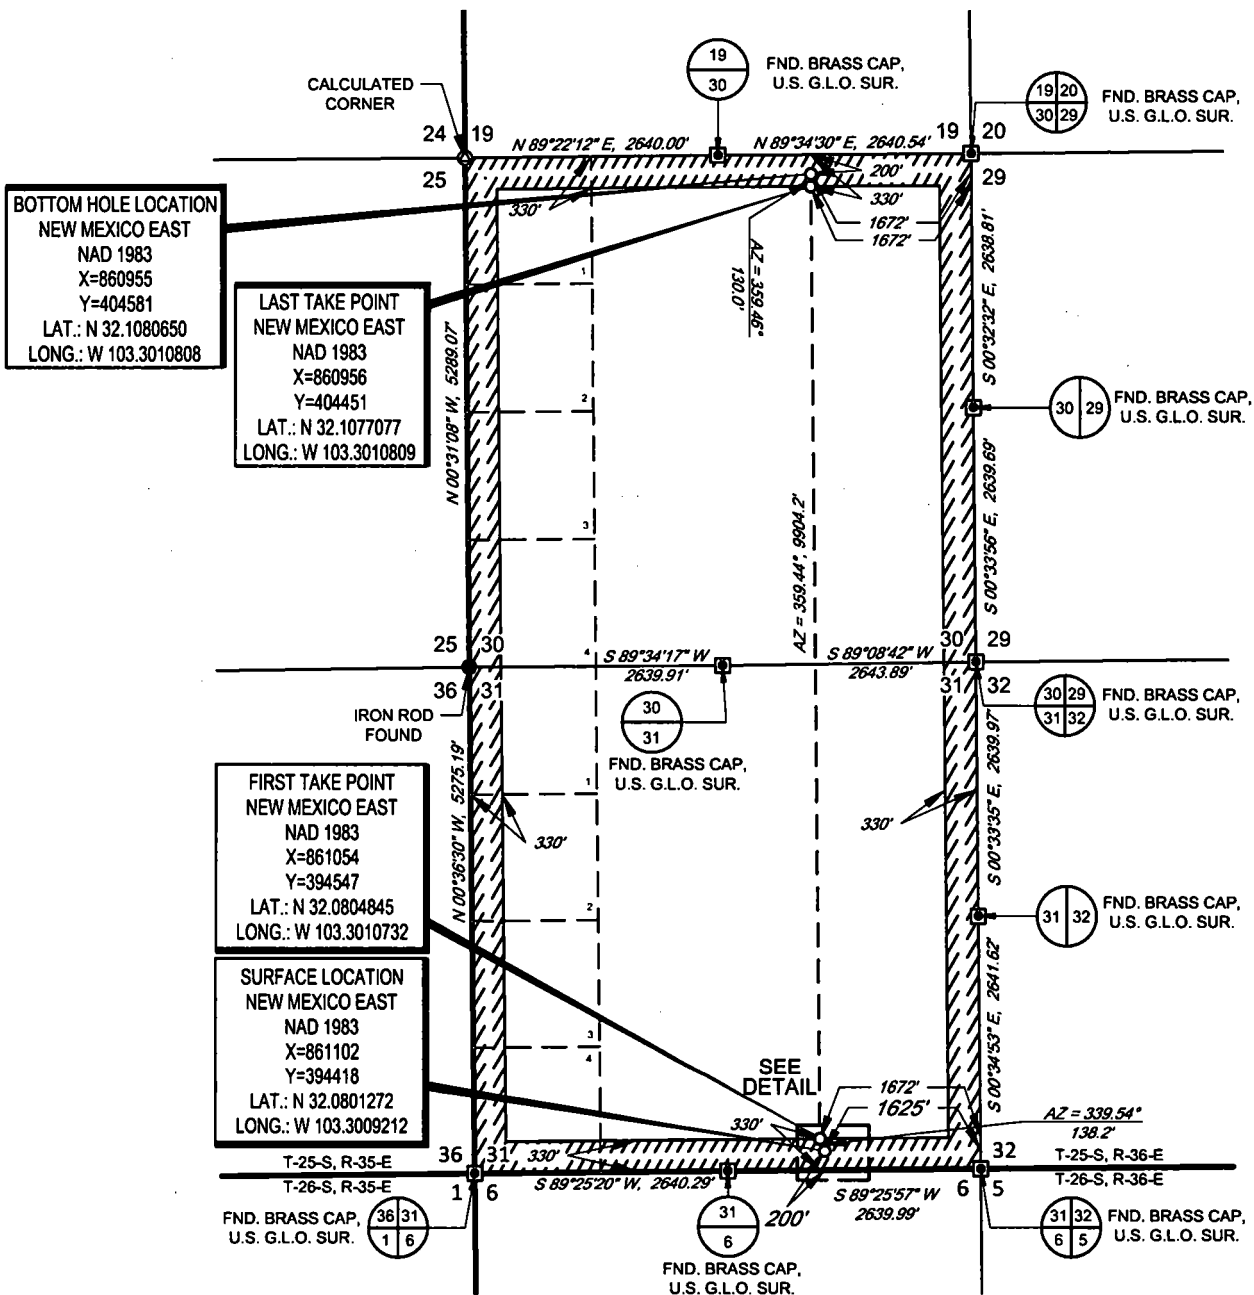 19
30
FND. BRASS CAP,
U.S. G.L.O. SUR.
19 20
30 29
FND. BRASS CAP,
U.S. G.L.O. SUR.
CALCULATED
CORNER
24 19
N 89°22'12" E, 2640.00'
N 89°34'30" E, 2640.54'
19 20
25
200'
29
330'
330'
1672'
1672'
BOTTOM HOLE LOCATION
NEW MEXICO EAST
NAD 1983
X=860955
Y=404581
LAT.: N 32.1080650
LONG.: W 103.3010808
LAST TAKE POINT
NEW MEXICO EAST
NAD 1983
X=860956
Y=404451
LAT.: N 32.1077077
LONG.: W 103.3010809
AZ = 359.46°
130.0'
S 00°32'32" E, 2638.81'
1
2
3
4
N 00°31'08" W, 5289.07'
30 29
FND. BRASS CAP,
U.S. G.L.O. SUR.
AZ = 359.44°, 9904.2'
S 00°33'56" E, 2639.69'
25 30
36 31
S 89°34'17" W
2639.91'
S 89°08'42" W
2643.89'
30 29
31 32
IRON ROD
FOUND
30
31
FND. BRASS CAP,
U.S. G.L.O. SUR.
30 29
31 32
FND. BRASS CAP,
U.S. G.L.O. SUR.
FIRST TAKE POINT
NEW MEXICO EAST
NAD 1983
X=861054
Y=394547
LAT.: N 32.0804845
LONG.: W 103.3010732
N 00°36'30" W, 5275.19'
1
330'
330'
S 00°33'35" E, 2639.97'
2
31 32
FND. BRASS CAP,
U.S. G.L.O. SUR.
SURFACE LOCATION
NEW MEXICO EAST
NAD 1983
X=861102
Y=394418
LAT.: N 32.0801272
LONG.: W 103.3009212
3
4
S 00°34'53" E, 2641.62'
SEE
DETAIL
1672'
1625'
330'
AZ = 339.54°
138.2'
330'
36 31
32
T-25-S, R-35-E
T-26-S, R-35-E
T-25-S, R-36-E
T-26-S, R-36-E
1 6
6 5
S 89°25'20" W, 2640.29'
S 89°25'57" W
2639.99'
200'
FND. BRASS CAP,
U.S. G.L.O. SUR.
36 31
1 6
31
6
FND. BRASS CAP,
U.S. G.L.O. SUR.
31 32
6 5
FND. BRASS CAP,
U.S. G.L.O. SUR.